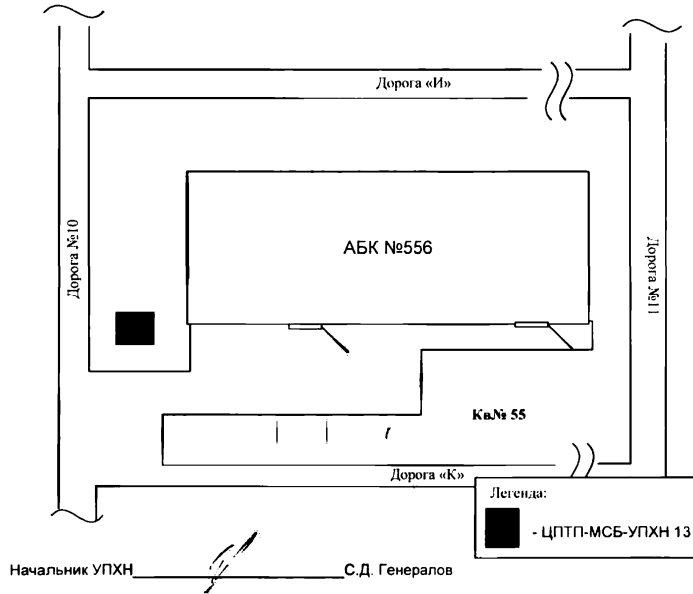 Дорога «И»
Дорога №10
АБК №556
Дорога №11
Кв№ 55
Дорога «К»
Легенда:
- ЦПТП-МСБ-УПХН 13
Начальник УПХН С.Д. Генералов